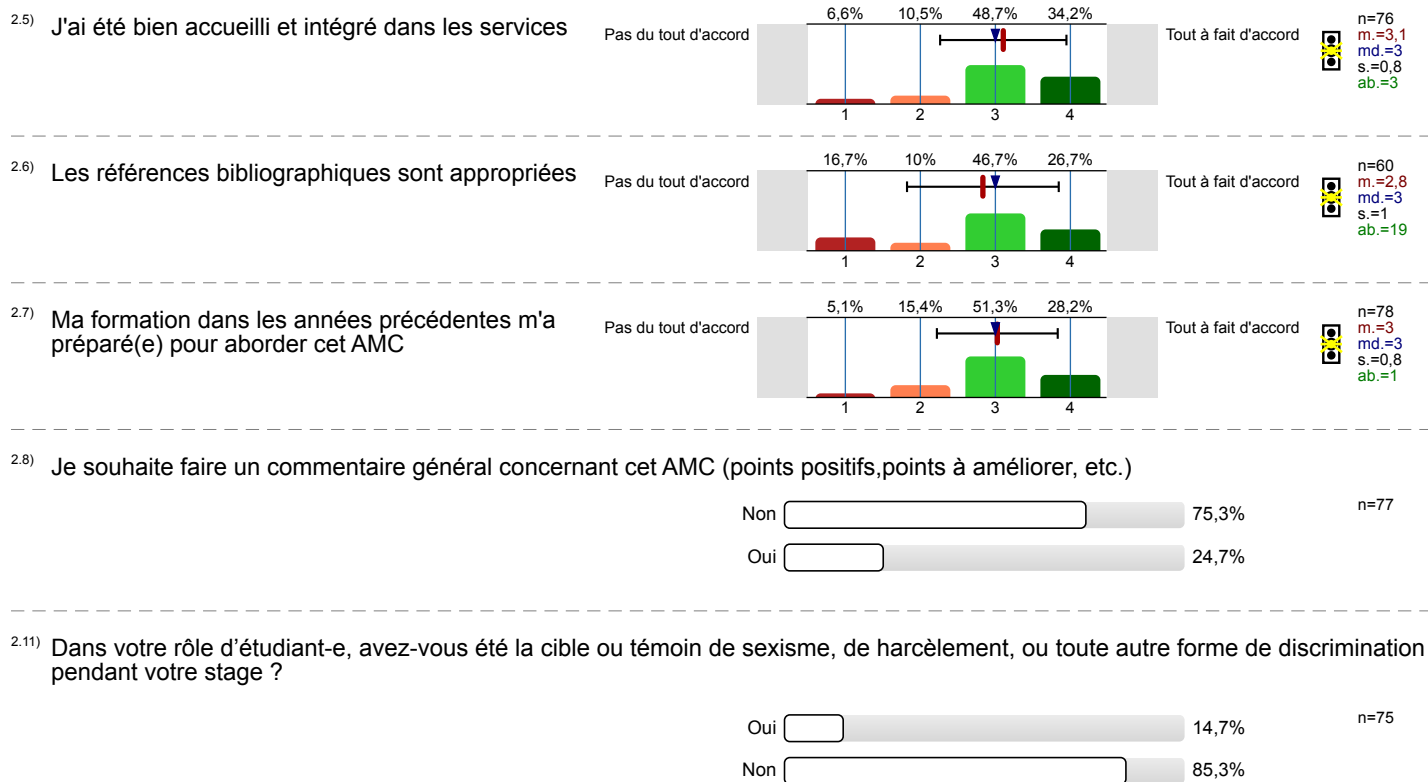 2.5) J'ai été bien accueilli et intégré dans les services
Pas du tout d'accord
6,6% 10,5% 48,7% 34,2%
1 2 3 4
Tout à fait d'accord
n=76
m.=3,1
md.=3
s.=0,8
ab.=3
2.6) Les références bibliographiques sont appropriées
Pas du tout d'accord
16,7% 10% 46,7% 26,7%
1 2 3 4
Tout à fait d'accord
n=60
m.=2,8
md.=3
s.=1
ab.=19
2.7) Ma formation dans les années précédentes m'a
préparé(e) pour aborder cet AMC
Pas du tout d'accord
5,1% 15,4% 51,3% 28,2%
1 2 3 4
Tout à fait d'accord
n=78
m.=3
md.=3
s.=0,8
ab.=1
2.8) Je souhaite faire un commentaire général concernant cet AMC (points positifs,points à améliorer, etc.)
Non 75,3% n=77
Oui 24,7%
2.11) Dans votre rôle d'étudiant-e, avez-vous été la cible ou témoin de sexisme, de harcèlement, ou toute autre forme de discrimination
pendant votre stage ?
Oui 14,7% n=75
Non 85,3%